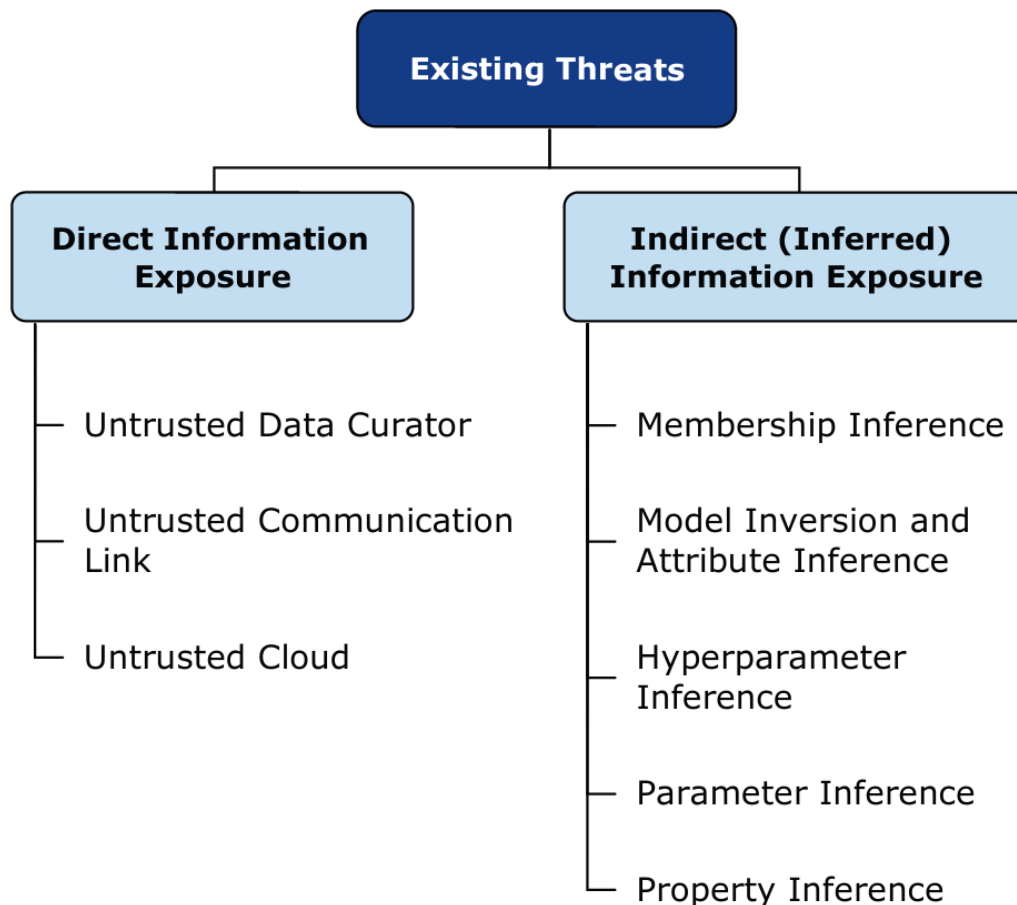 Existing Threats
Direct Information
Exposure
Untrusted Data Curator
Untrusted Communication
Link
Untrusted Cloud
Indirect (Inferred)
Information Exposure
Membership Inference
Model Inversion and
Attribute Inference
Hyperparameter
Inference
Parameter Inference
Property Inference